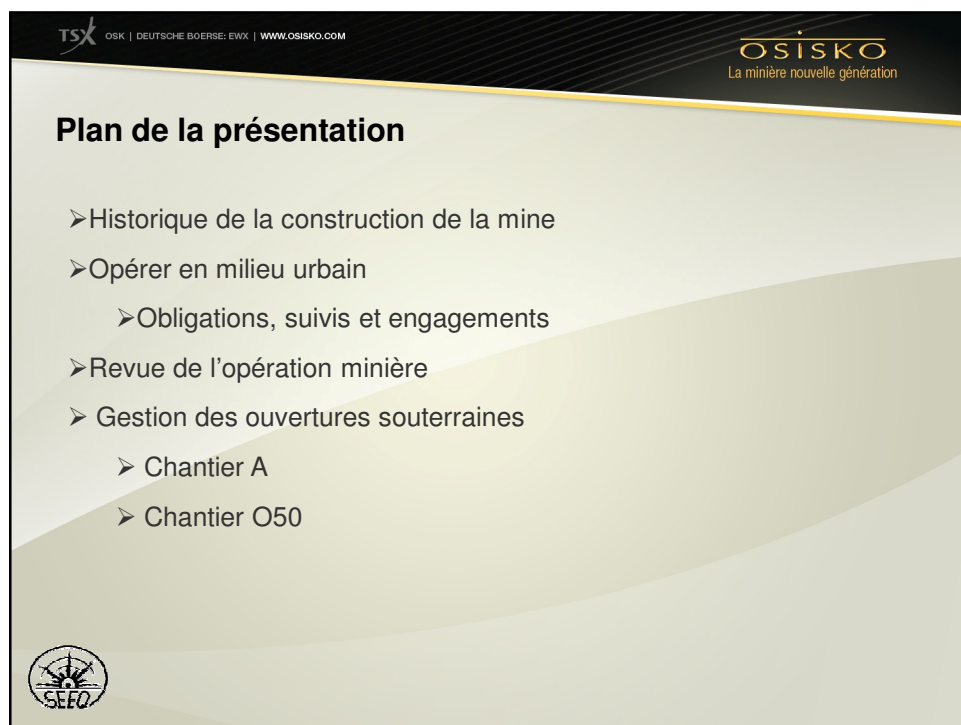 TSX OSK | DEUTSCHE BOERSE: EWX | WWW.OSISKO.COM
OSISKO
La minière nouvelle génération
Plan de la présentation
➢Historique de la construction de la mine
➢Opérer en milieu urbain
➢Obligations, suivis et engagements
➢Revue de l’opération minière
➢ Gestion des ouvertures souterraines
➢ Chantier A
➢ Chantier O50
SEEQ